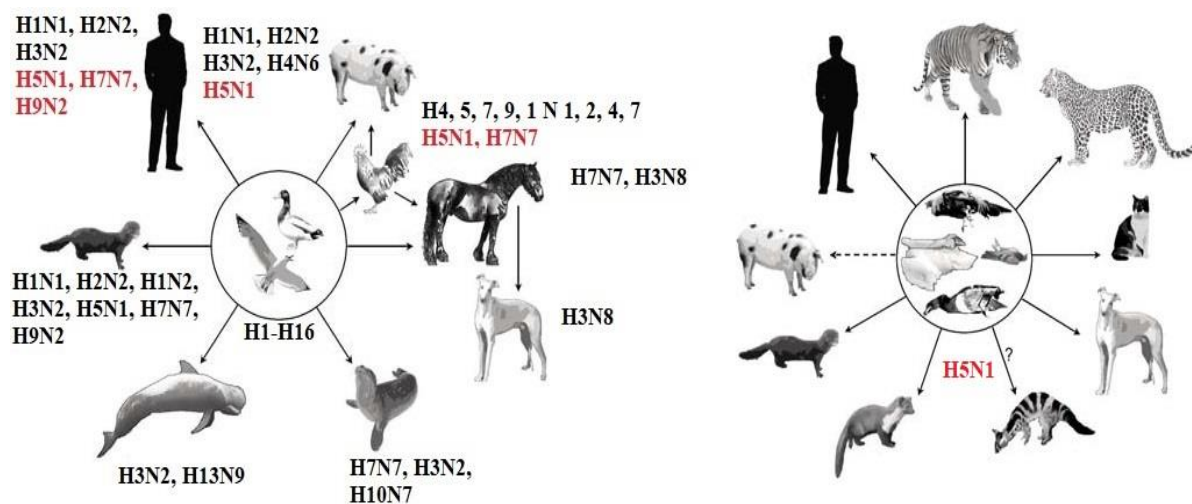 H1N1, H2N2,
H3N2
H5N1, H7N7,
H9N2
H1N1, H2N2
H3N2, H4N6
H5N1
H4, 5, 7, 9, 1 N 1, 2, 4, 7
H5N1, H7N7
H7N7, H3N8
H3N8
H1N1, H2N2, H1N2,
H3N2, H5N1, H7N7,
H9N2
H1-H16
H3N2, H13N9
H7N7, H3N2,
H10N7
H5N1
?